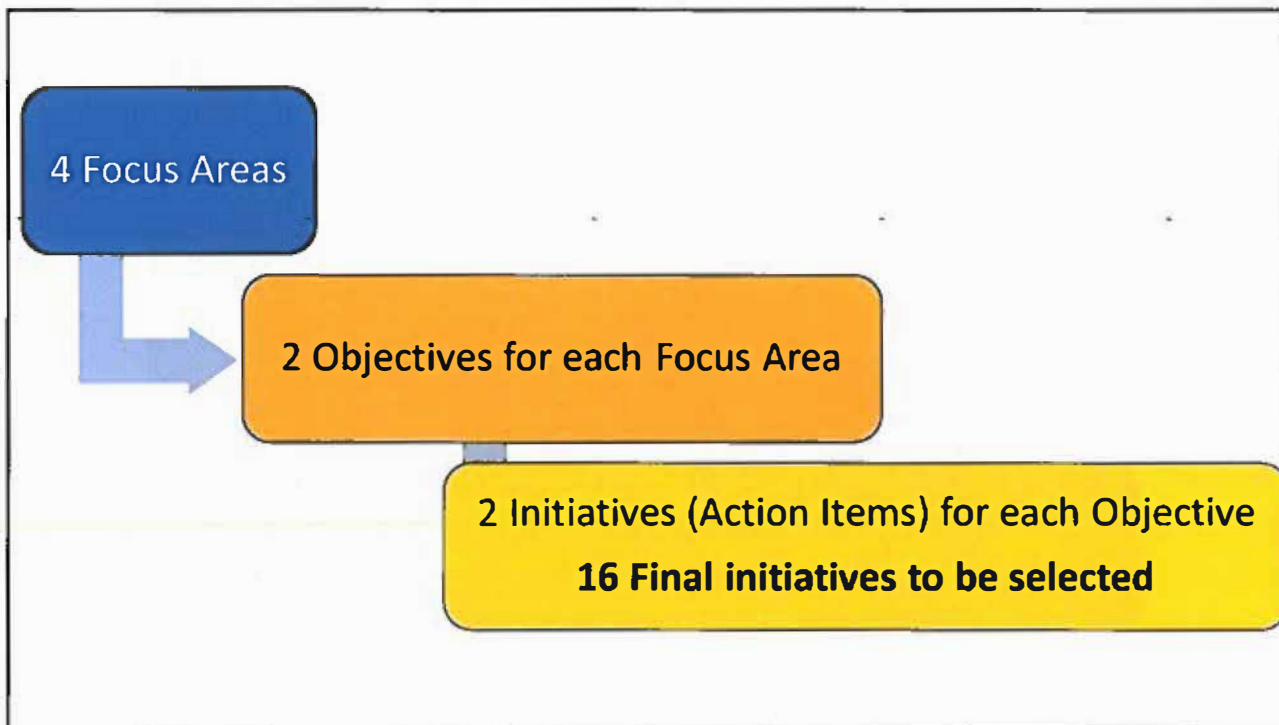 4 Focus Areas
2 Objectives for each Focus Area
2 Initiatives (Action Items) for each Objective
16 Final initiatives to be selected